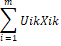 m
∑ UikXik
i = 1